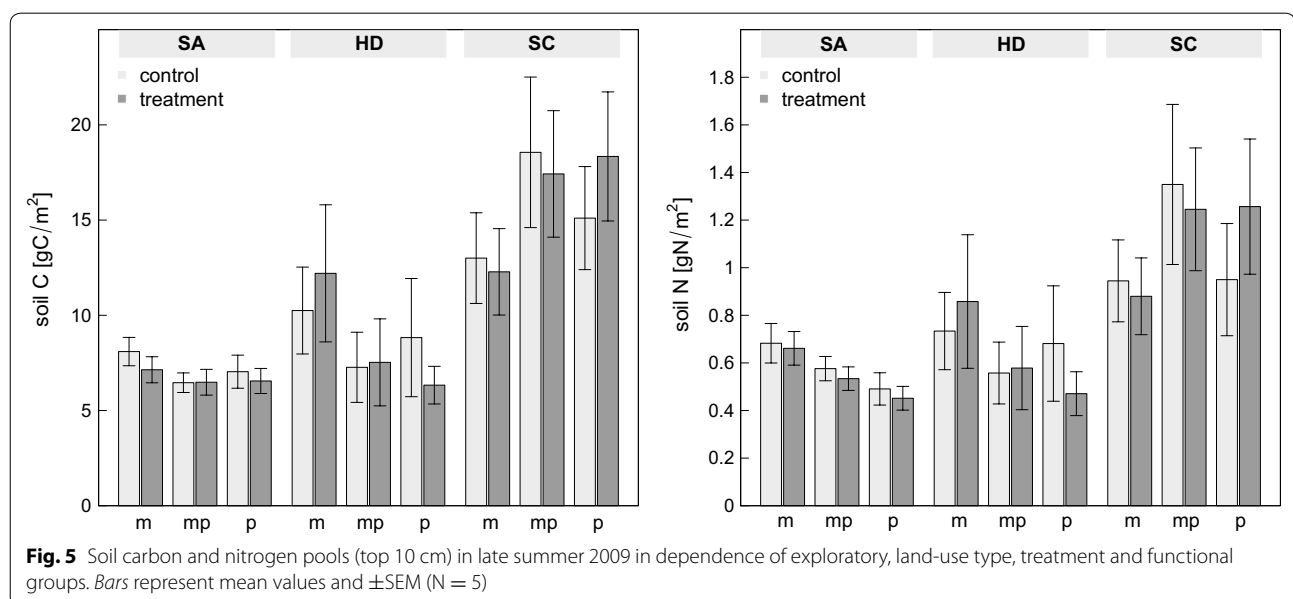 SA HD SC
control
treatment
soil C [gC/m²]
20
15
10
5
0
m mp p m mp p m mp p
SA HD SC
control
treatment
soil N [gN/m²]
1.8
1.6
1.4
1.2
1
0.8
0.6
0.4
0.2
0
m mp p m mp p m mp p
Fig. 5 Soil carbon and nitrogen pools (top 10 cm) in late summer 2009 in dependence of exploratory, land-use type, treatment and functional
groups. Bars represent mean values and ±SEM (N = 5)